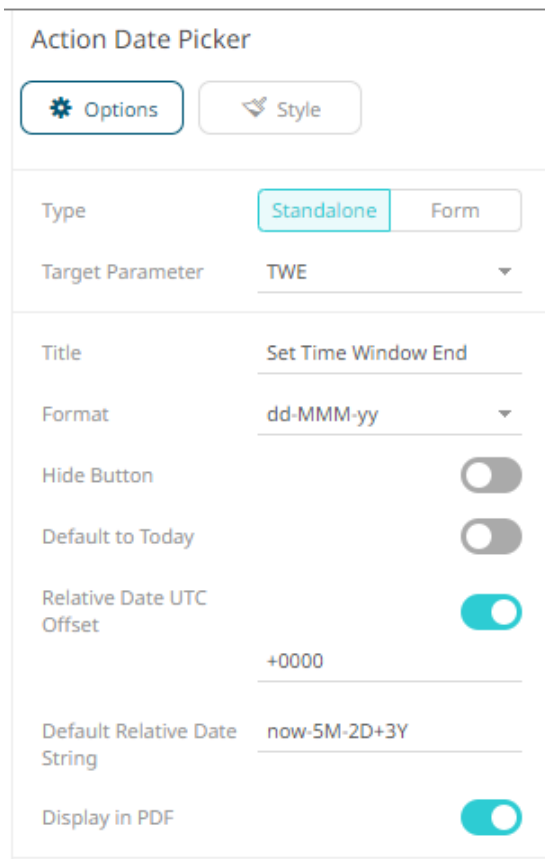 Action Date Picker
Options Style
Type Standalone Form
Target Parameter TWE
Title Set Time Window End
Format dd-MMM-yy
Hide Button
Default to Today
Relative Date UTC
Offset
+0000
Default Relative Date now-5M-2D+3Y
String
Display in PDF